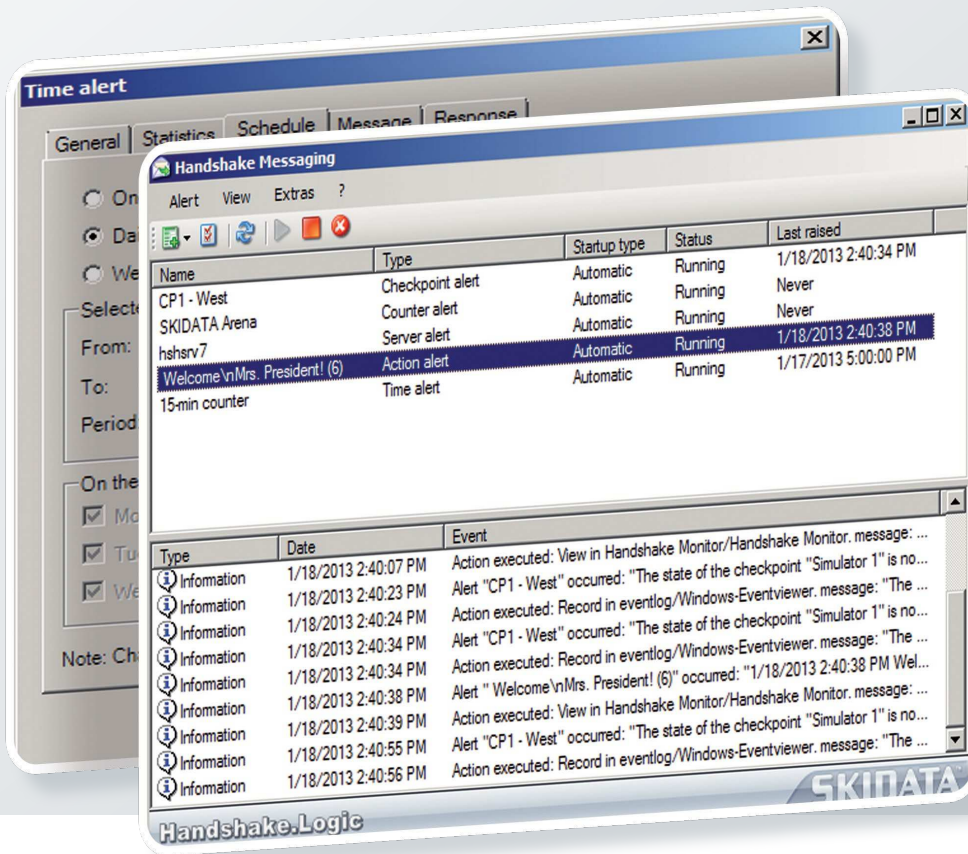 Time alert
General Statistics Schedule Message Response
On
Dai
We
Selecte
From:
To:
Period
On the
Mo
Tu
We
Note: Ch
Handshake Messaging
Alert View Extras ?
Name Type Startup type Status Last raised
CP1 - West Checkpoint alert Automatic Running 1/18/2013 2:40:34 PM
SKIDATA Arena Counter alert Automatic Running Never
hshsrv7 Server alert Automatic Running Never
Welcome\nMrs. President! (6) Action alert Automatic Running 1/18/2013 2:40:38 PM
15-min counter Time alert Automatic Running 1/17/2013 5:00:00 PM
Type Date Event
Information 1/18/2013 2:40:07 PM Action executed: View in Handshake Monitor/Handshake Monitor. message: ...
Information 1/18/2013 2:40:23 PM Alert "CP1 - West" occurred: "The state of the checkpoint "Simulator 1" is no...
Information 1/18/2013 2:40:24 PM Action executed: Record in eventlog/Windows-Eventviewer. message: "The ...
Information 1/18/2013 2:40:34 PM Alert "CP1 - West" occurred: "The state of the checkpoint "Simulator 1" is no...
Information 1/18/2013 2:40:34 PM Action executed: Record in eventlog/Windows-Eventviewer. message: "The ...
Information 1/18/2013 2:40:38 PM Alert " Welcome\nMrs. President! (6)" occurred: "1/18/2013 2:40:38 PM Wel...
Information 1/18/2013 2:40:39 PM Action executed: View in Handshake Monitor/Handshake Monitor. message: ...
Information 1/18/2013 2:40:55 PM Alert "CP1 - West" occurred: "The state of the checkpoint "Simulator 1" is no...
Information 1/18/2013 2:40:56 PM Action executed: Record in eventlog/Windows-Eventviewer. message: "The ...
Handshake.Logic SKIDATA